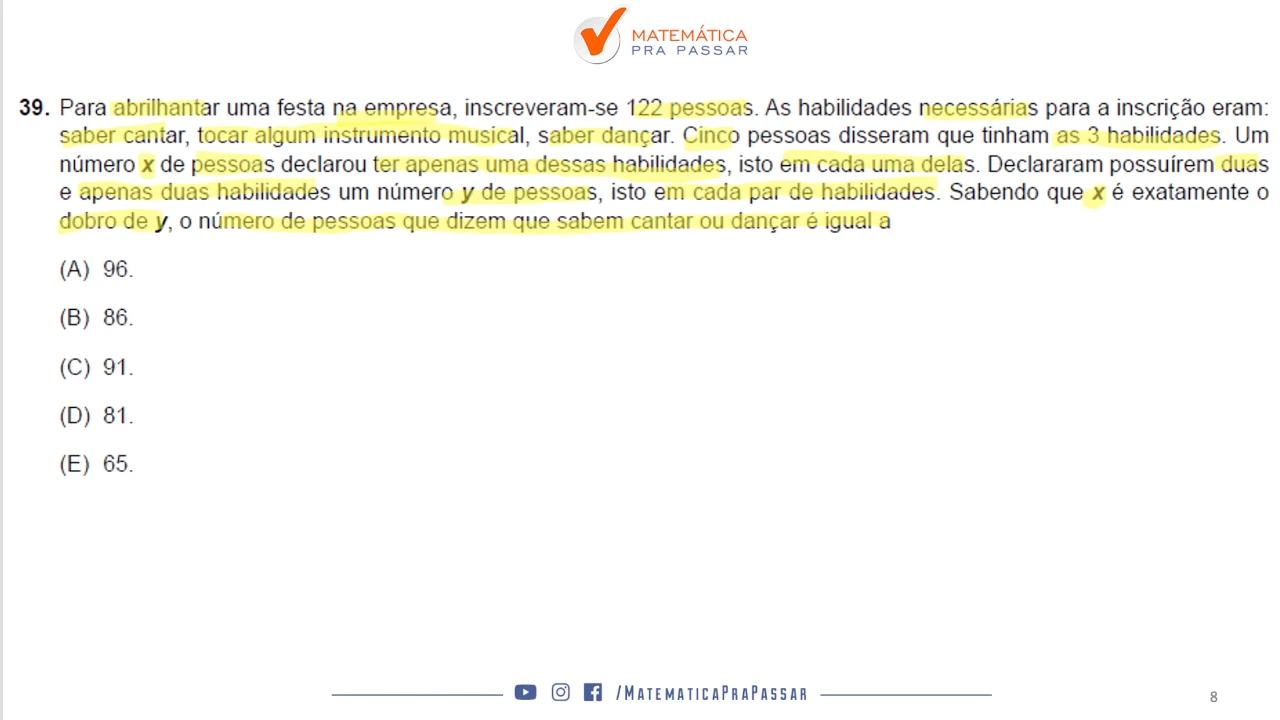 MATEMÁTICA
PRA PASSAR
39. Para abrilhantar uma festa na empresa, inscreveram-se 122 pessoas. As habilidades necessárias para a inscrição eram:
saber cantar, tocar algum instrumento musical, saber dançar. Cinco pessoas disseram que tinham as 3 habilidades. Um
número x de pessoas declarou ter apenas uma dessas habilidades, isto em cada uma delas. Declararam possuírem duas
e apenas duas habilidades um número y de pessoas, isto em cada par de habilidades. Sabendo que x é exatamente o
dobro de y, o número de pessoas que dizem que sabem cantar ou dançar é igual a
(A) 96.
(B) 86.
(C) 91.
(D) 81.
(E) 65.
/MATEMATICAPRAPASSAR
8